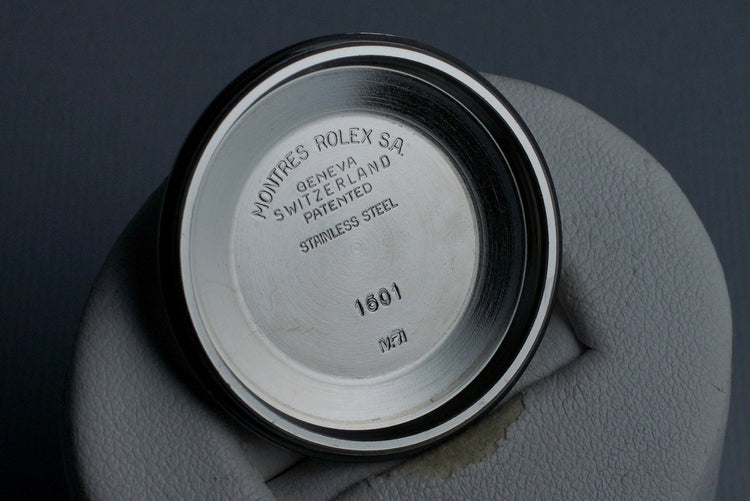 MONTRES ROLEX S.A.
GENEVA
SWITZERLAND
PATENTED
STAINLESS STEEL
1601
IV.71